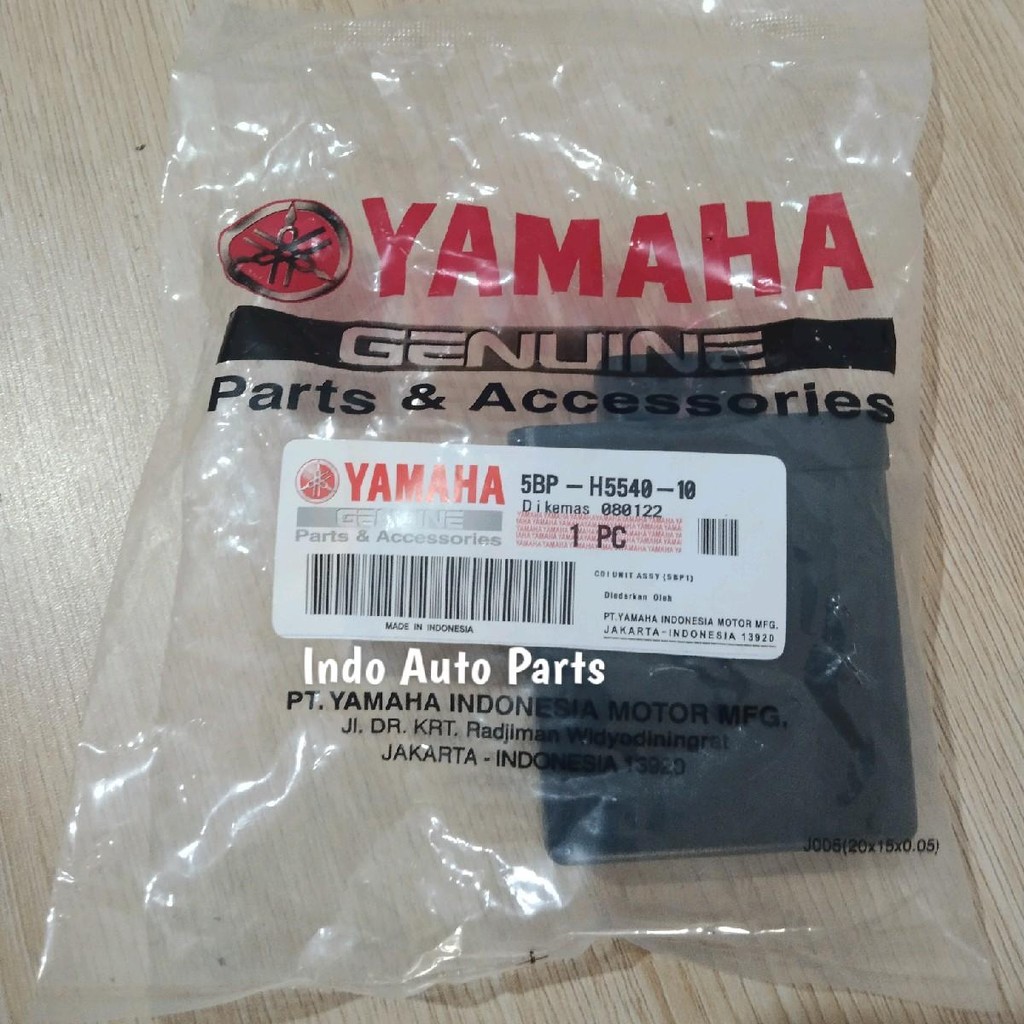 YAMAHA
GENUINE
Parts & Accessories
YAMAHA
GENUINE
Parts & Accessories
MADE IN INDONESIA
5BP-H5540-10
Dikemas 080122
1 PC
CDI UNIT ASSY (5BP1)
Diedarkan Oleh
PT.YAMAHA INDONESIA MOTOR MFG.
JAKARTA-INDONESIA 13920
Indo Auto Parts
PT. YAMAHA INDONESIA MOTOR MFG.
Jl. DR. KRT. Radjiman Widyodiningrat
JAKARTA - INDONESIA 13920
J006(20x15x0.05)